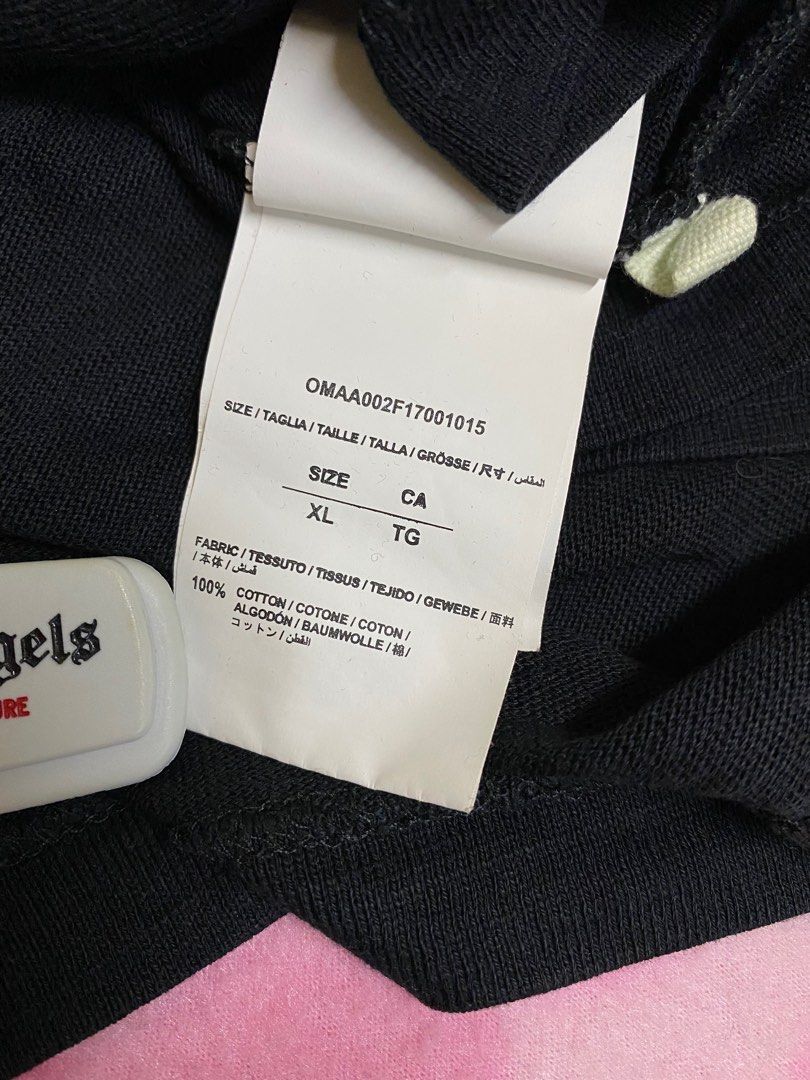 OMAA002F17001015
SIZE / TAGLIA / TAILLE / TALLA / GRÖSSE / 尺寸 / المقاس
SIZE CA
XL TG
FABRIC / TESSUTO / TISSUS / TEJIDO / GEWEBE / 面料
/ 本体 / قماش /
100% COTTON / COTONE / COTON /
ALGODÓN / BAUMWOLLE / 棉 /
コットン / القطن /
gels
URE